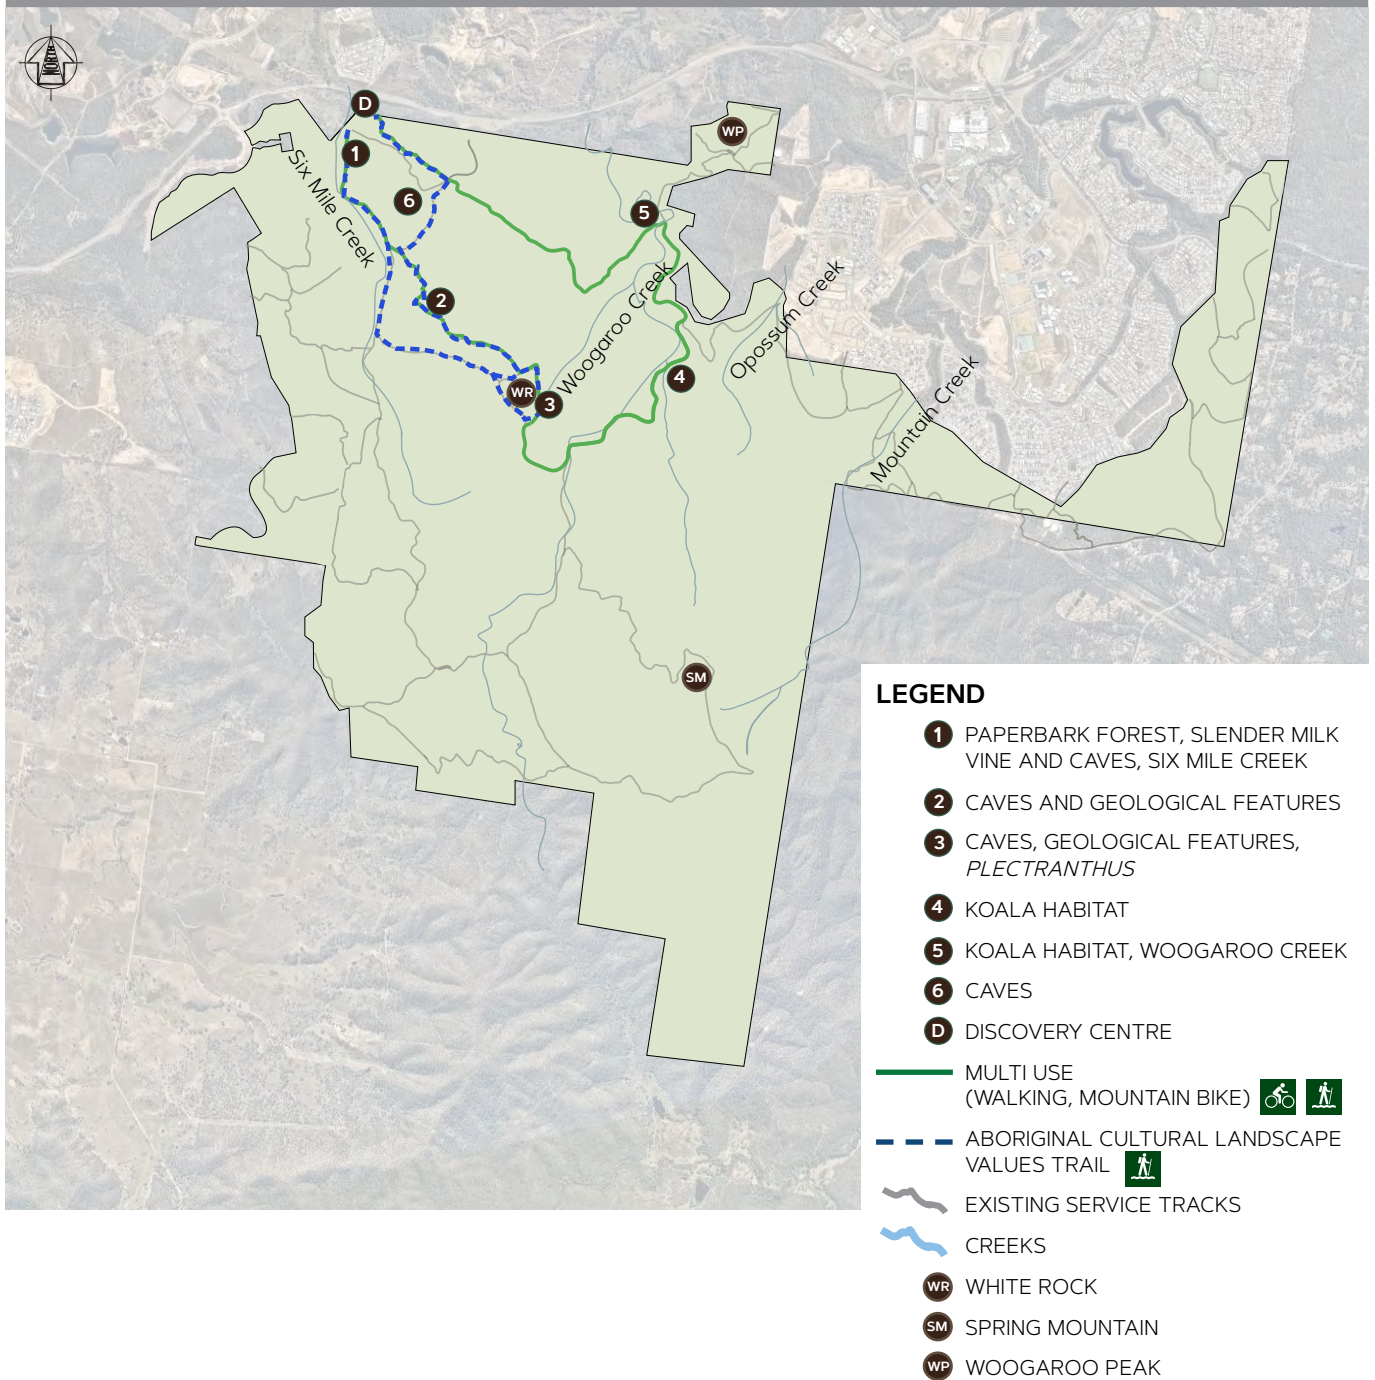 NORTH
D
1
6
WP
5
Six Mile Creek
2
Woogaroo Creek
Opossum Creek
4
WR
3
Mountain Creek
SM
LEGEND
1 PAPERBARK FOREST, SLENDER MILK
VINE AND CAVES, SIX MILE CREEK
2 CAVES AND GEOLOGICAL FEATURES
3 CAVES, GEOLOGICAL FEATURES,
PLECTRANTHUS
4 KOALA HABITAT
5 KOALA HABITAT, WOOGAROO CREEK
6 CAVES
D DISCOVERY CENTRE
MULTI USE
(WALKING, MOUNTAIN BIKE)
ABORIGINAL CULTURAL LANDSCAPE
VALUES TRAIL
EXISTING SERVICE TRACKS
CREEKS
WR WHITE ROCK
SM SPRING MOUNTAIN
WP WOOGAROO PEAK